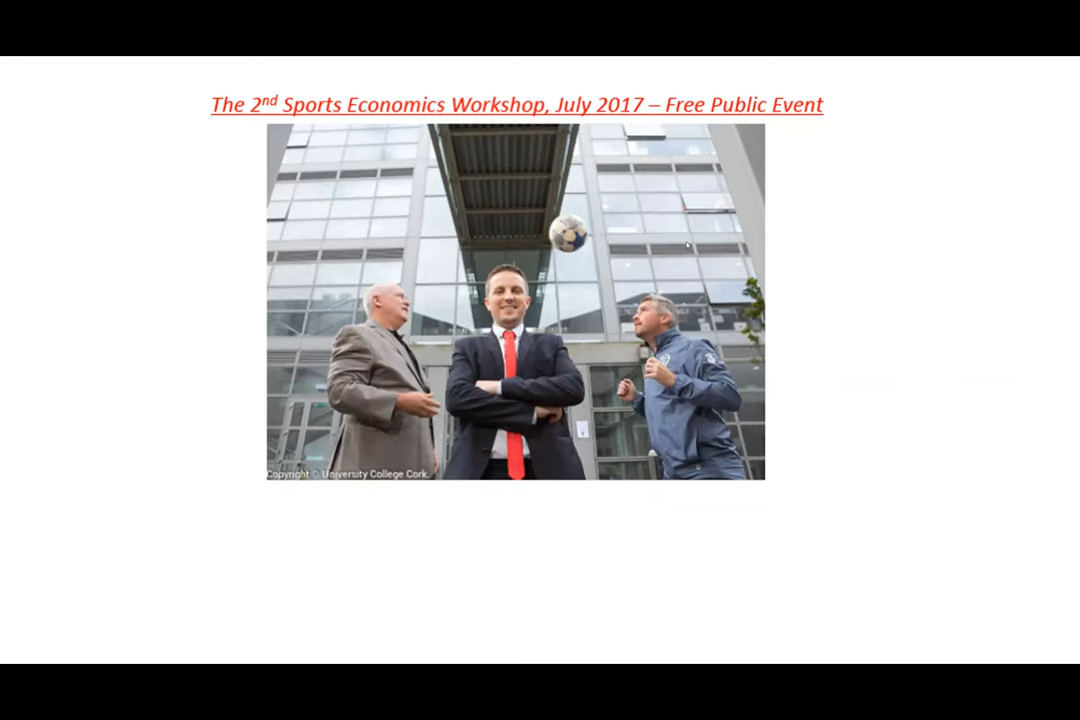 The 2nd Sports Economics Workshop, July 2017 – Free Public Event
Copyright © University College Cork.